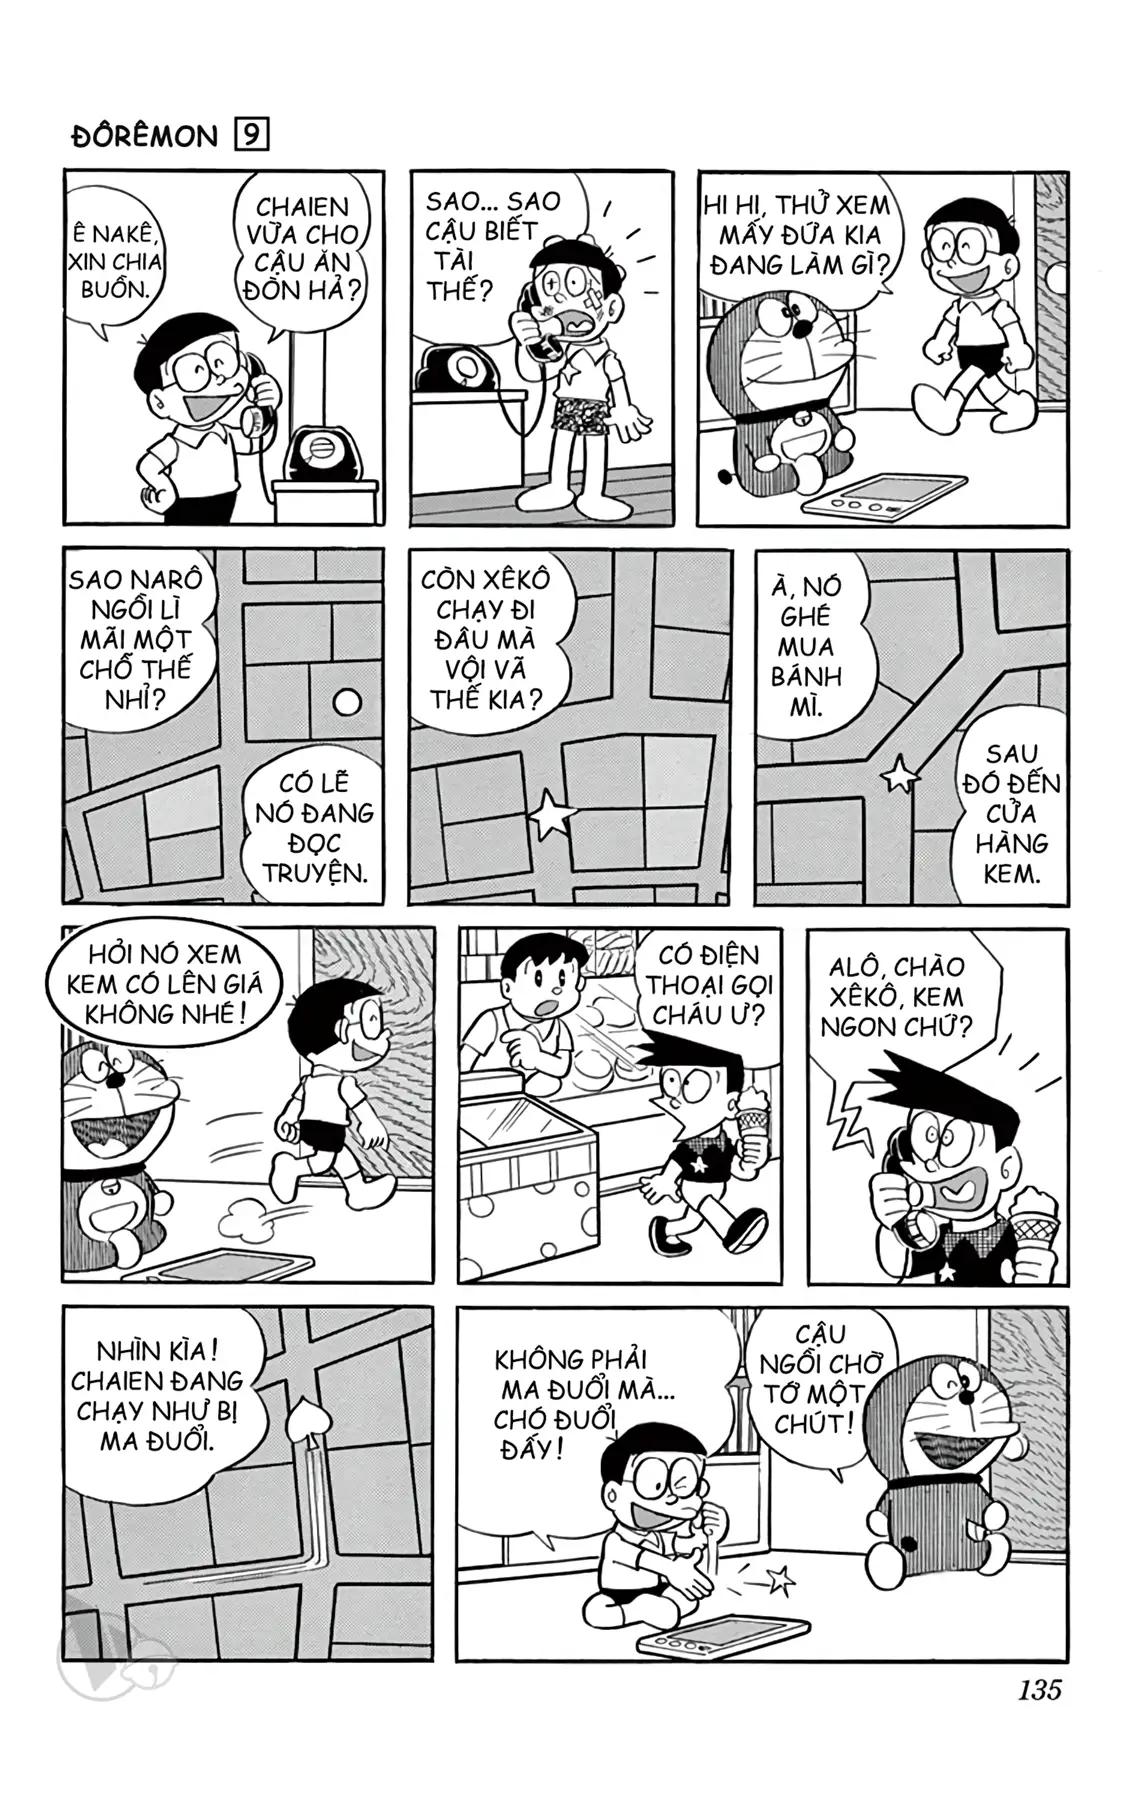 ĐÔRÊMON 9
Ê NAKÊ,
XIN CHIA
BUỒN.
CHAIEN
VỪA CHO
CẬU ĂN
ĐÒN HẢ?
SAO... SAO
CẬU BIẾT
TÀI
THẾ?
HI HI, THỬ XEM
MẤY ĐỨA KIA
ĐANG LÀM GÌ?
SAO NARÔ
NGỒI LÌ
MÃI MỘT
CHỖ THẾ
NHỈ?
CÓ LẼ
NÓ ĐANG
ĐỌC
TRUYỆN.
CÒN XÊKÔ
CHẠY ĐI
ĐÂU MÀ
VỘI VÃ
THẾ KIA?
À, NÓ
GHÉ
MUA
BÁNH
MÌ.
SAU
ĐÓ ĐẾN
CỬA
HÀNG
KEM.
HỎI NÓ XEM
KEM CÓ LÊN GIÁ
KHÔNG NHÉ!
CÓ ĐIỆN
THOẠI GỌI
CHÁU Ư?
ALÔ, CHÀO
XÊKÔ, KEM
NGON CHỨ?
NHÌN KÌA!
CHAIEN ĐANG
CHẠY NHƯ BỊ
MA ĐUỔI.
KHÔNG PHẢI
MA ĐUỔI MÀ...
CHÓ ĐUỔI
ĐẤY!
CẬU
NGỒI CHỜ
TỚ MỘT
CHÚT!
135